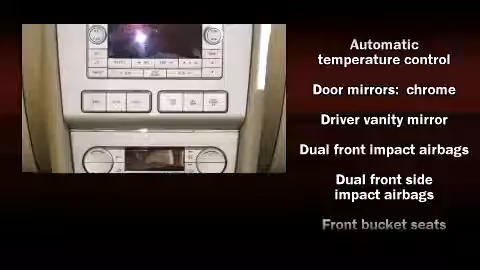 Automatic
temperature control
Door mirrors: chrome
Driver vanity mirror
Dual front impact airbags
Dual front side
impact airbags
Front bucket seats